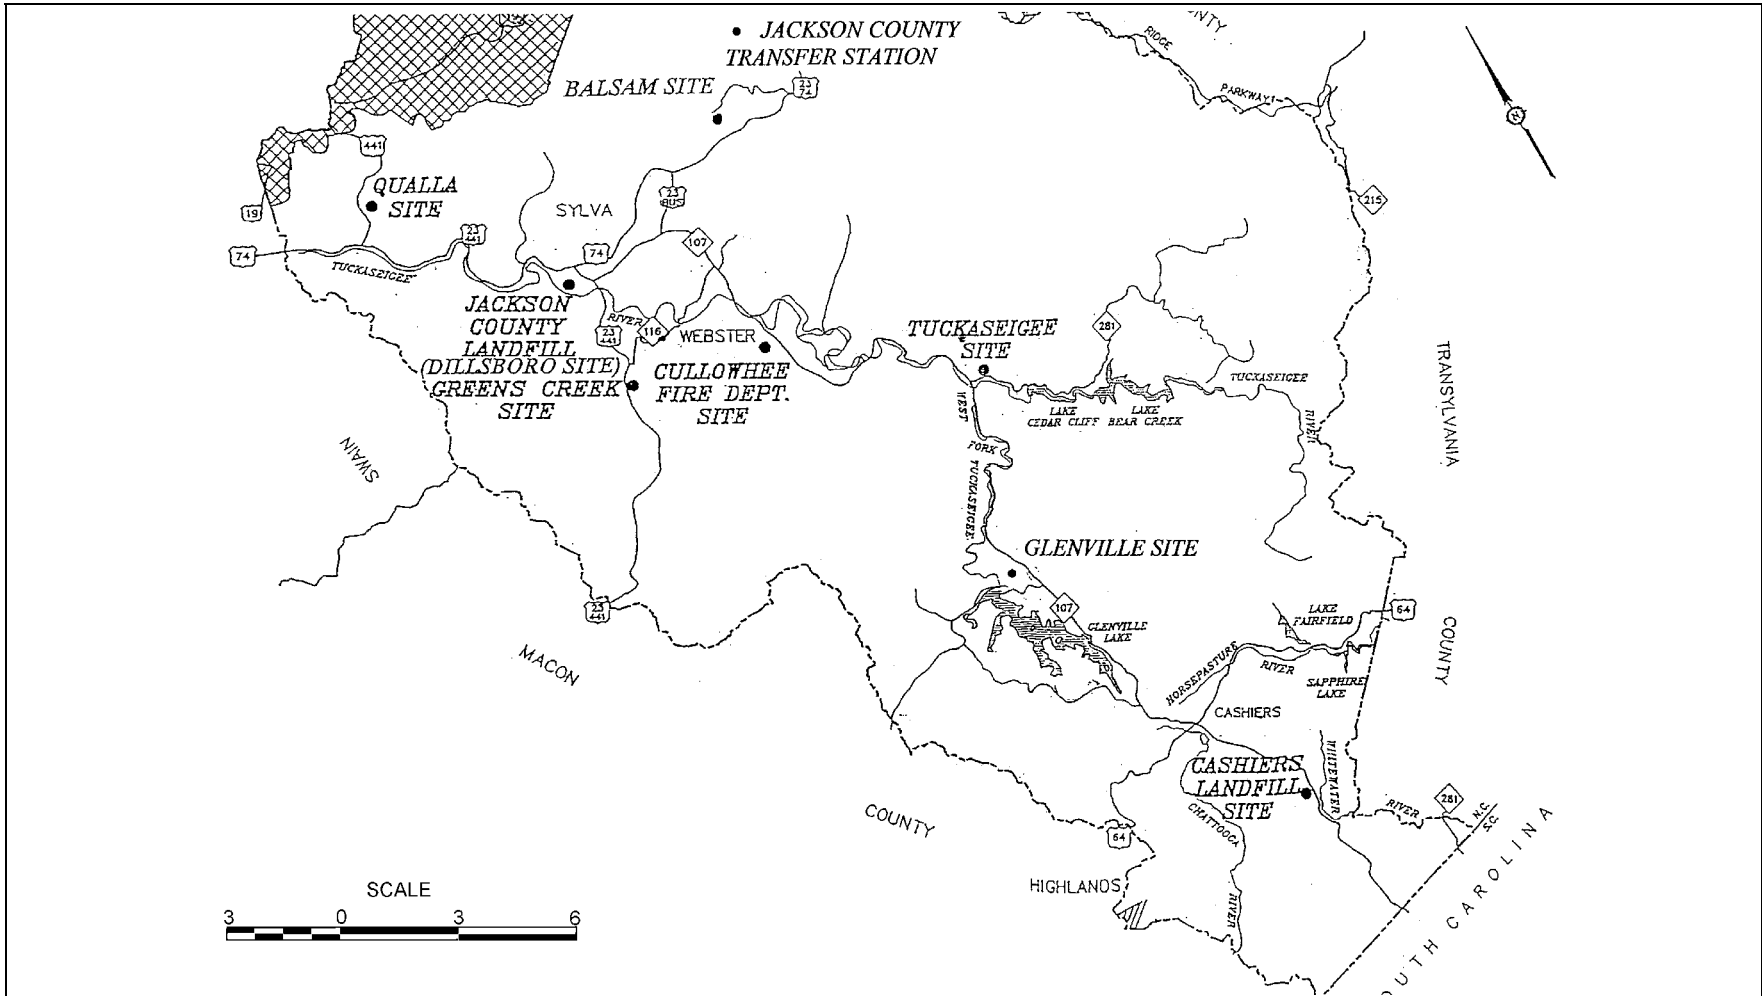 JACKSON COUNTY
TRANSFER STATION
NTY
RIDGE
PARKWAY
BALSAM SITE
23
74
441
QUALLA
SITE
19
23
BUS
215
SYLVA
23
441
74
74
107
TUCKASEIGEE
JACKSON
COUNTY
LANDFILL
(DILLSBORO SITE)
GREENS CREEK
SITE
RIVER
23
441
116
WEBSTER
CULLOWHEE
FIRE DEPT.
SITE
TUCKASEIGEE
SITE
281
TUCKASEIGEE
RIVER
LAKE
CEDAR CLIFF
LAKE
BEAR CREEK
TRANSYLVANIA
WEST
FORK
TUCKASEIGEE
SWAIN
GLENVILLE SITE
23
441
107
GLENVILLE
LAKE
LAKE
FAIRFIELD
64
MACON
HORSEPASTURE
RIVER
SAPPHIRE
LAKE
COUNTY
CASHIERS
CASHIERS
LANDFILL
SITE
WHITEWATER
RIVER
281
N.C.
S.C.
CHATTOOGA
RIVER
COUNTY
64
HIGHLANDS
OUTH CAROLINA
SCALE
3 0 3 6